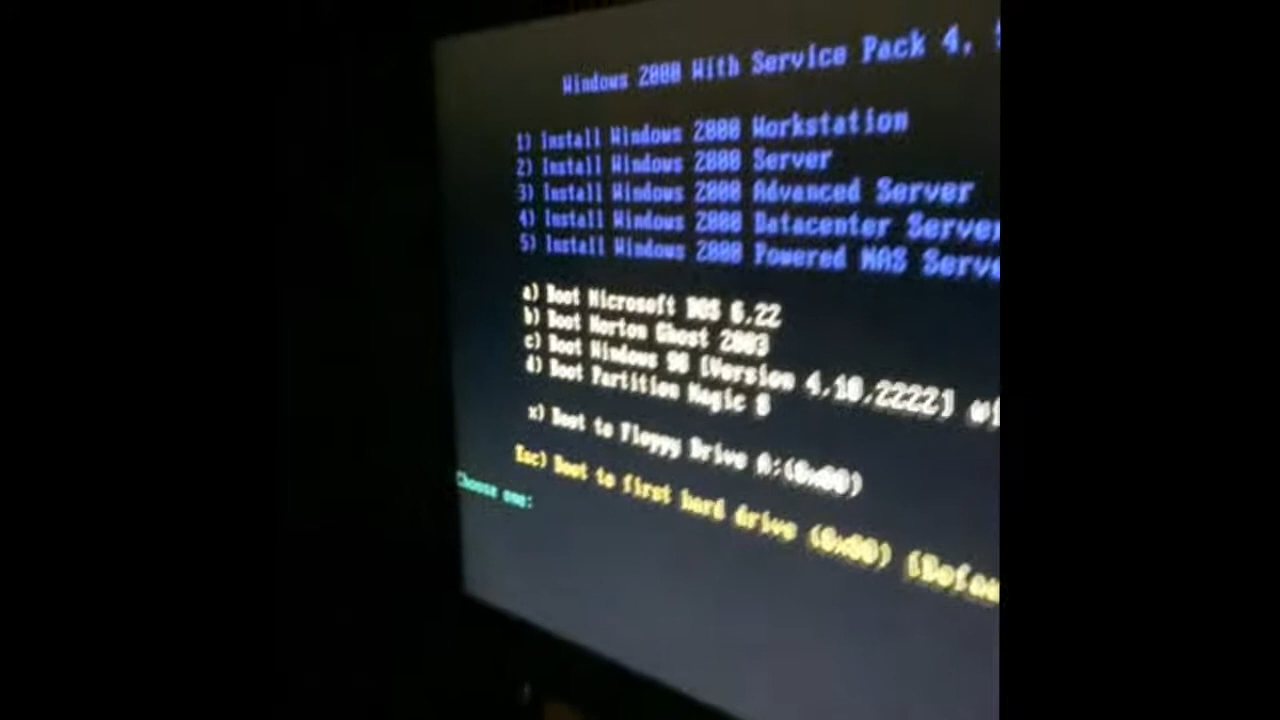 Windows 2000 With Service Pack 4,
1) Install Windows 2000 Workstation
2) Install Windows 2000 Server
3) Install Windows 2000 Advanced Server
4) Install Windows 2000 Datacenter Server
5) Install Windows 2000 Powered NAS Serve
a) Boot Microsoft DOS 6.22
b) Boot Norton Ghost 2003
c) Boot Windows 98 [Version 4.10.2222] wi
d) Boot Partition Magic 8
x) Boot to Floppy Drive A:(0x00)
Esc) Boot to first hard drive (0x80) [Defau
Choose one: